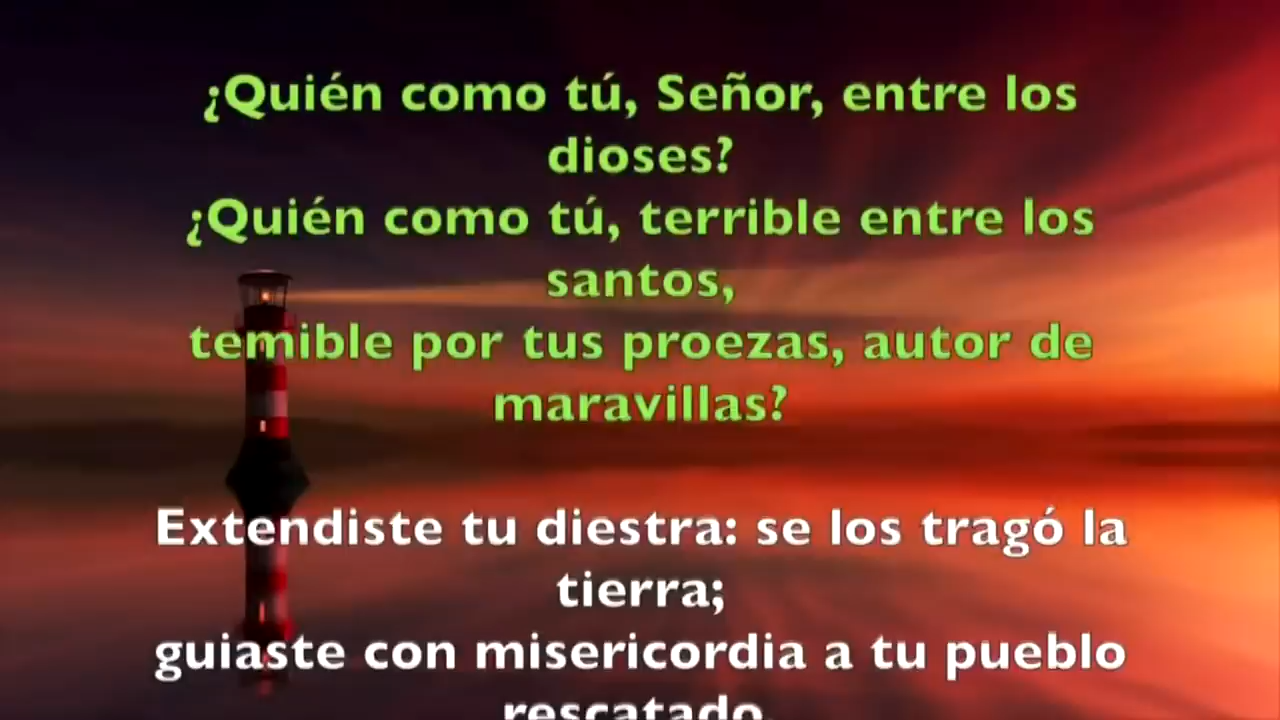 ¿Quién como tú, Señor, entre los
dioses?
¿Quién como tú, terrible entre los
santos,
temible por tus proezas, autor de
maravillas?
Extendiste tu diestra: se los tragó la
tierra;
guiaste con misericordia a tu pueblo
rescatado.